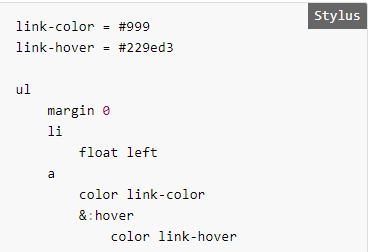 Stylus
link-color = #999
link-hover = #229ed3

ul
    margin 0
    li
        float left
    a
        color link-color
        &:hover
            color link-hover